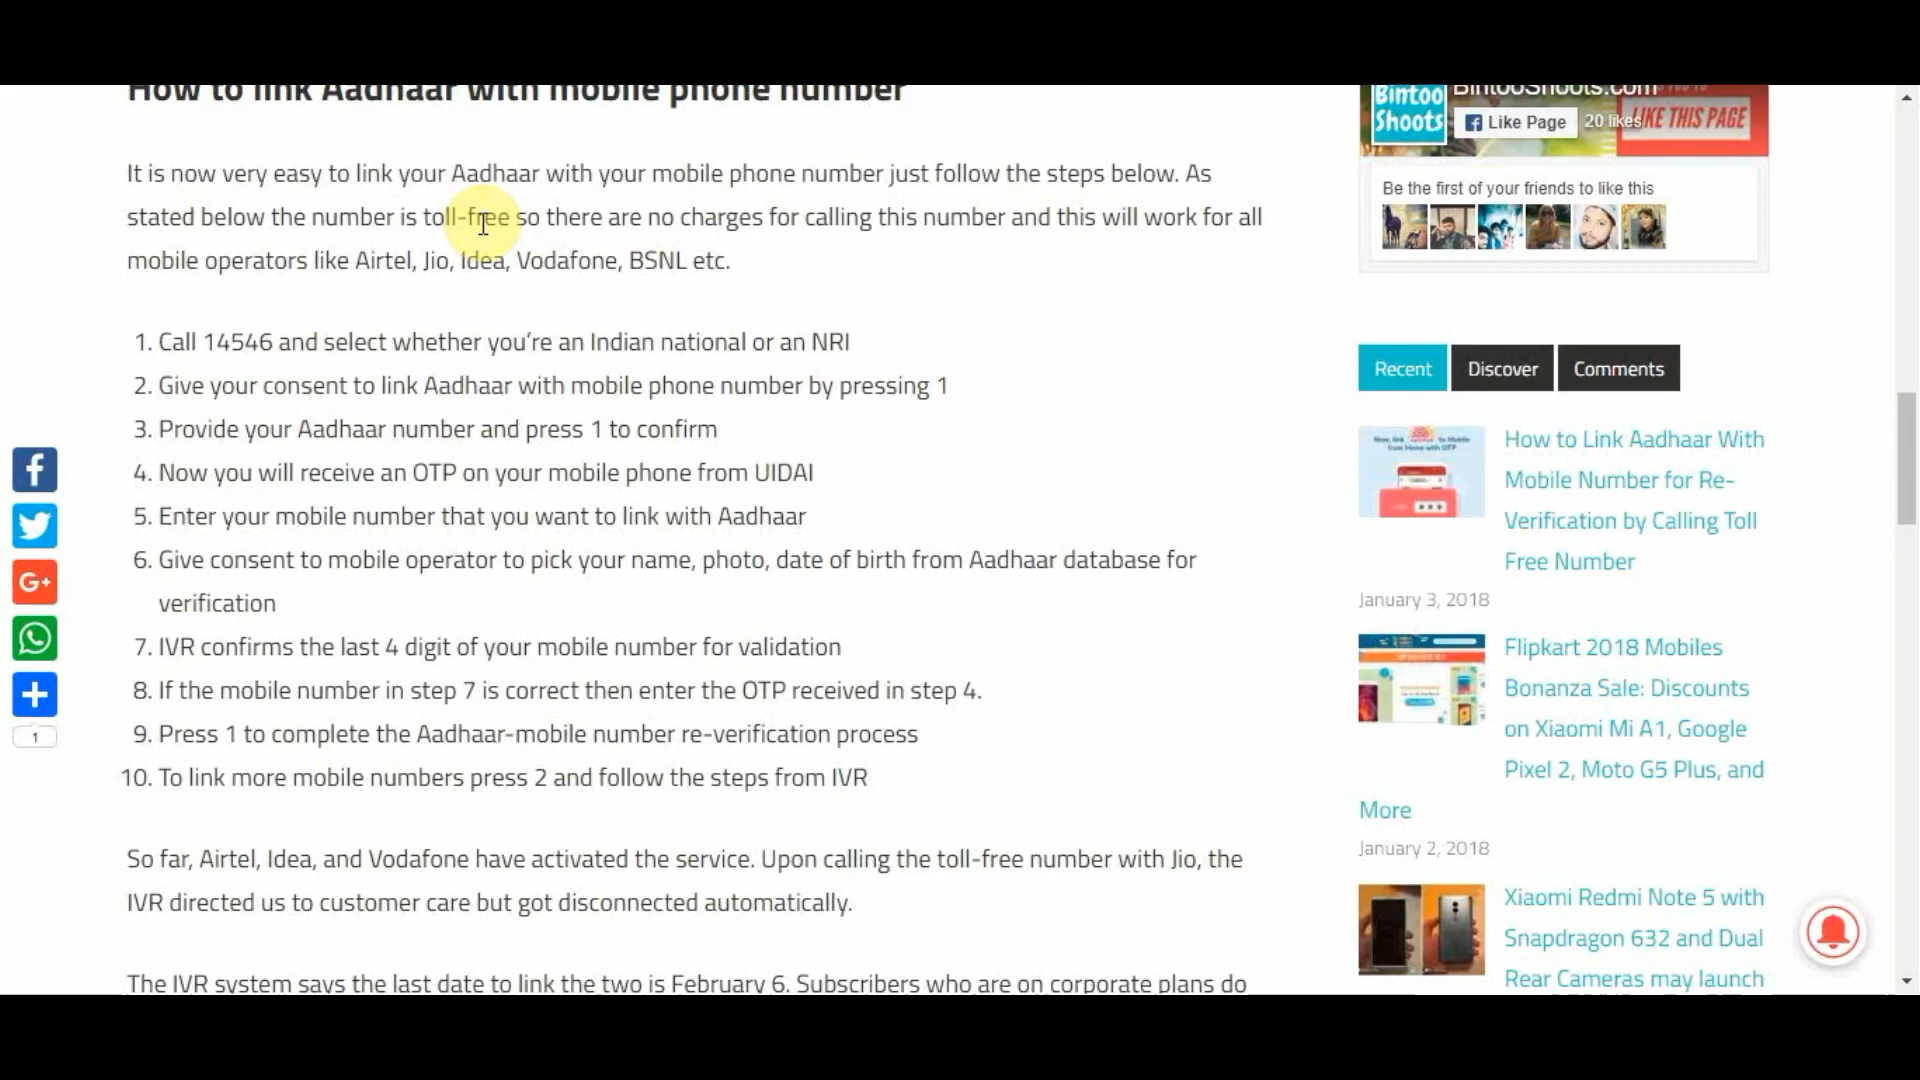 How to link Aadhaar with mobile phone number
It is now very easy to link your Aadhaar with your mobile phone number just follow the steps below. As
stated below the number is toll-free so there are no charges for calling this number and this will work for all
mobile operators like Airtel, Jio, Idea, Vodafone, BSNL etc.
1. Call 14546 and select whether you’re an Indian national or an NRI
2. Give your consent to link Aadhaar with mobile phone number by pressing 1
3. Provide your Aadhaar number and press 1 to confirm
4. Now you will receive an OTP on your mobile phone from UIDAI
5. Enter your mobile number that you want to link with Aadhaar
6. Give consent to mobile operator to pick your name, photo, date of birth from Aadhaar database for
verification
7. IVR confirms the last 4 digit of your mobile number for validation
8. If the mobile number in step 7 is correct then enter the OTP received in step 4.
9. Press 1 to complete the Aadhaar-mobile number re-verification process
10. To link more mobile numbers press 2 and follow the steps from IVR
So far, Airtel, Idea, and Vodafone have activated the service. Upon calling the toll-free number with Jio, the
IVR directed us to customer care but got disconnected automatically.
The IVR system says the last date to link the two is February 6. Subscribers who are on corporate plans do
G+
1
Bintoo
Shoots
BintooShoots.com
Like Page
20 likes
LIKE THIS PAGE
Be the first of your friends to like this
Recent
Discover
Comments
How to Link Aadhaar With
Mobile Number for Re-
Verification by Calling Toll
Free Number
January 3, 2018
Flipkart 2018 Mobiles
Bonanza Sale: Discounts
on Xiaomi Mi A1, Google
Pixel 2, Moto G5 Plus, and
More
January 2, 2018
Xiaomi Redmi Note 5 with
Snapdragon 632 and Dual
Rear Cameras may launch